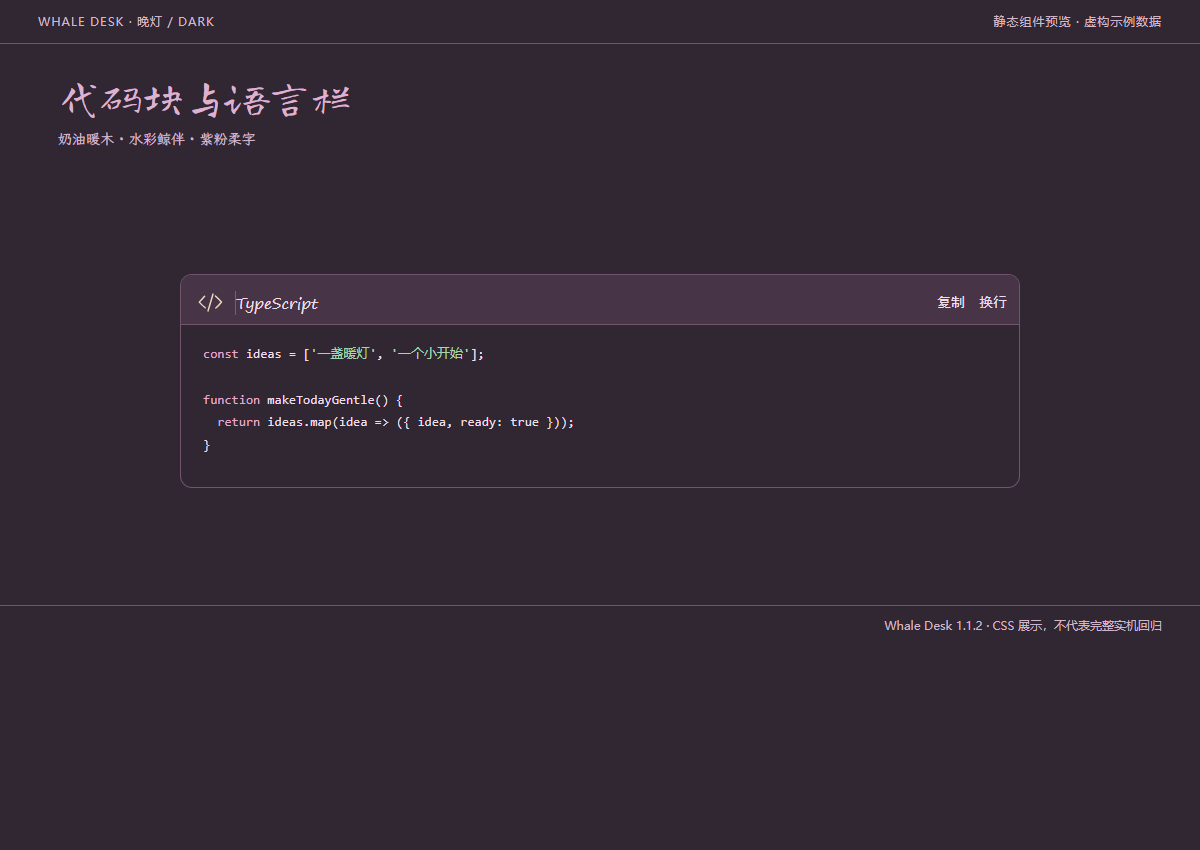 WHALE DESK · 晚灯 / DARK
静态组件预览 · 虚构示例数据
代码块与语言栏
奶油暖木 · 水彩鲸伴 · 紫粉柔字
</> TypeScript
复制 换行
const ideas = ['一盏暖灯', '一个小开始'];
function makeTodayGentle() {
  return ideas.map(idea => ({ idea, ready: true }));
}
Whale Desk 1.1.2 · CSS 展示，不代表完整实机回归